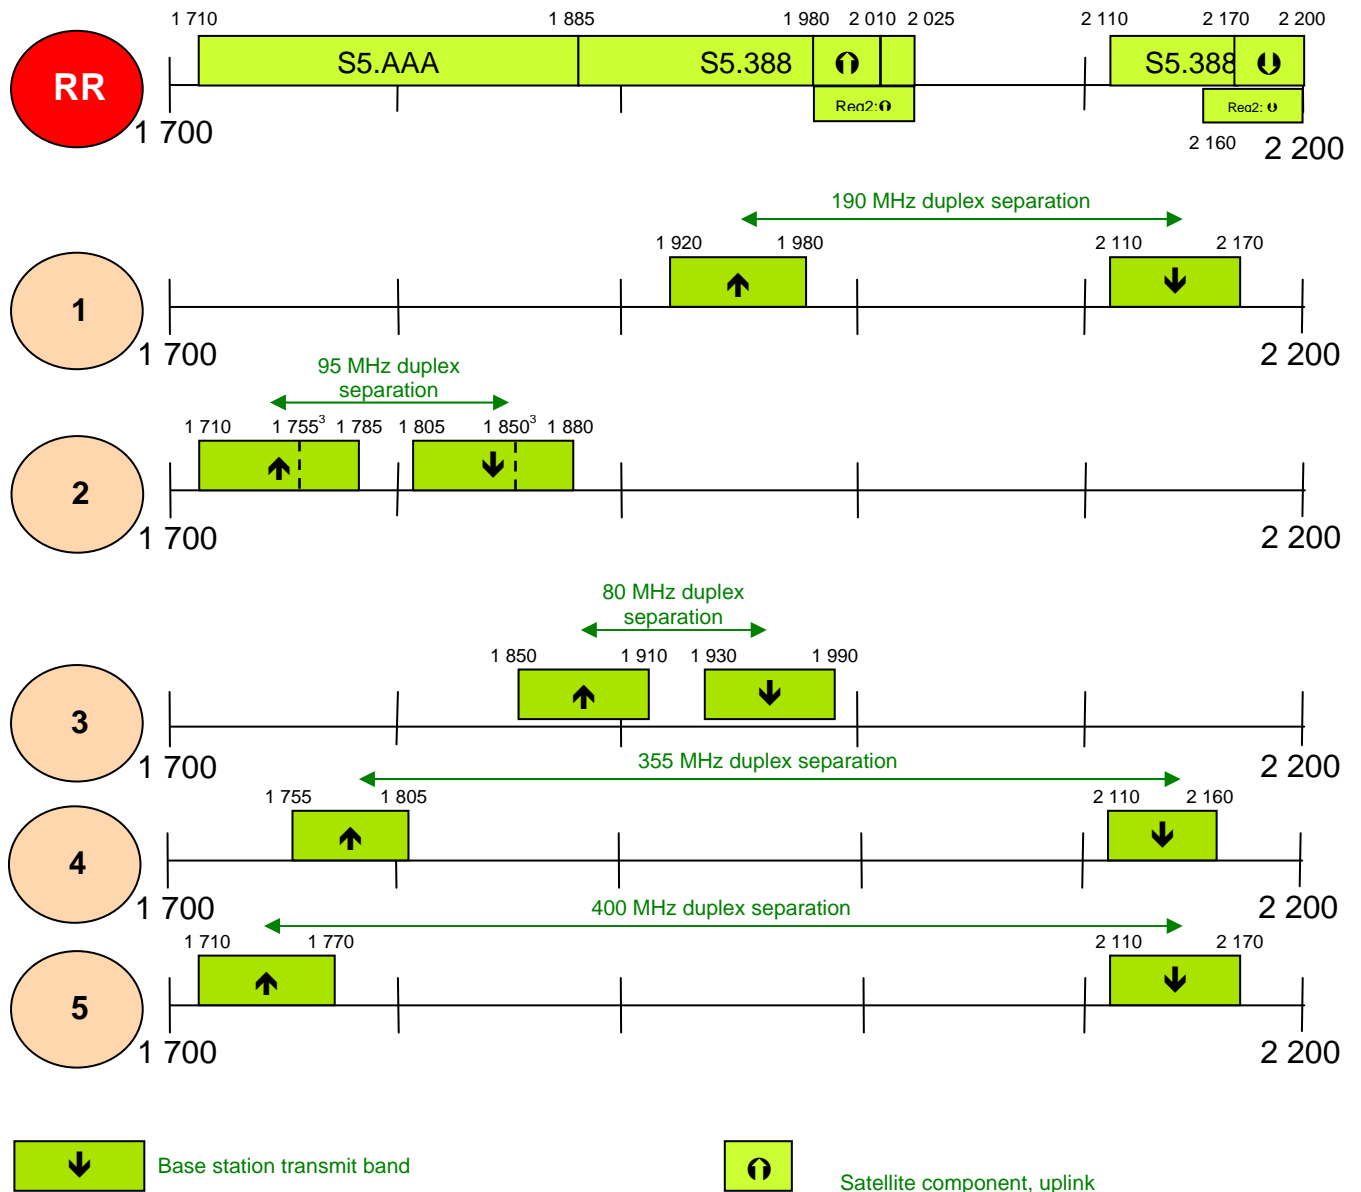 1 710 1 885 1 980 2 010 2 025 2 110 2 170 2 200
RR S5.AAA S5.388 S5.388
Reg2: Reg2:
1 700 2 160 2 200
190 MHz duplex separation
1 920 1 980 2 110 2 170
1
1 700 2 200
95 MHz duplex
separation
1 710 1 755³ 1 785 1 805 1 850³ 1 880
2
1 700 2 200
80 MHz duplex
separation
1 850 1 910 1 930 1 990
3
1 700 2 200
355 MHz duplex separation
1 755 1 805 2 110 2 160
4
1 700 2 200
400 MHz duplex separation
1 710 1 770 2 110 2 170
5
1 700 2 200
Base station transmit band
Satellite component, uplink